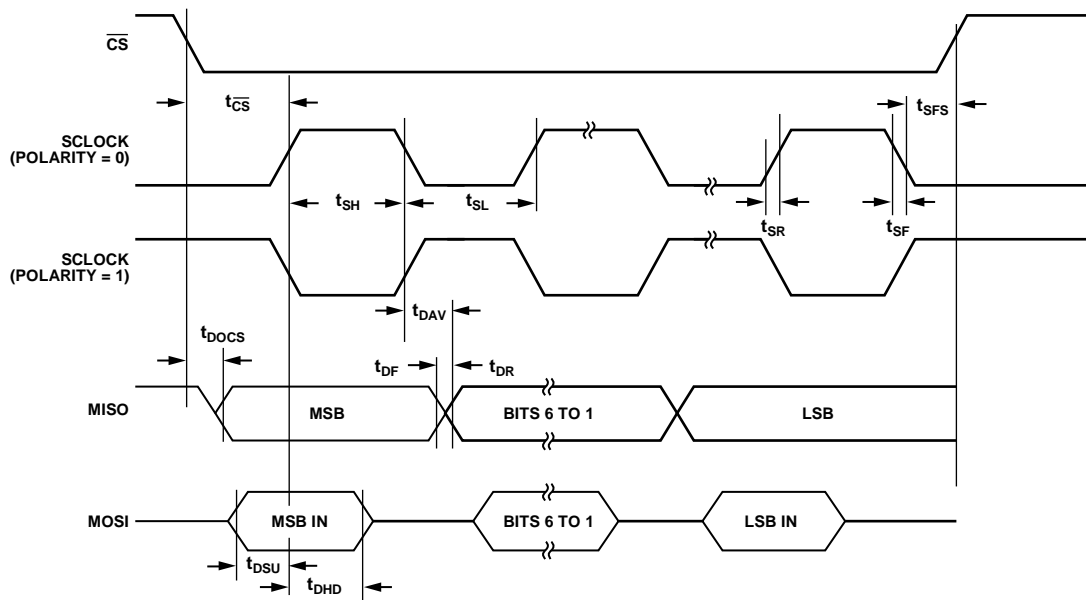 CS
tCS
tSFS
SCLOCK
(POLARITY = 0)
tSH
tSL
tSR
tSF
SCLOCK
(POLARITY = 1)
tDAV
tDOCS
tDF
tDR
MISO
MSB
BITS 6 TO 1
LSB
MOSI
MSB IN
BITS 6 TO 1
LSB IN
tDSU
tDHD